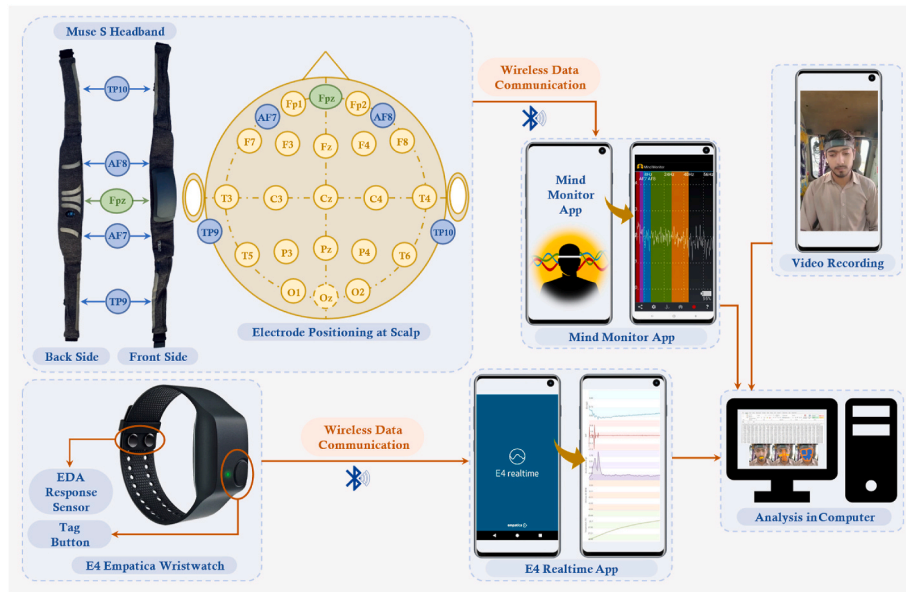 Muse S Headband
TP10
AF8
Fpz
AF7
TP9
Back Side
Front Side
Fp1
Fpz
Fp2
AF7
AF8
F7
F3
Fz
F4
F8
T3
C3
Cz
C4
T4
TP9
TP10
T5
P3
Pz
P4
T6
O1
Oz
O2
Electrode Positioning at Scalp
Wireless Data
Communication
Mind
Monitor
App
Mind Monitor App
Video Recording
EDA
Response
Sensor
Tag
Button
E4 Empatica Wristwatch
Wireless Data
Communication
E4 realtime
empatica
E4 Realtime App
Analysis in Computer